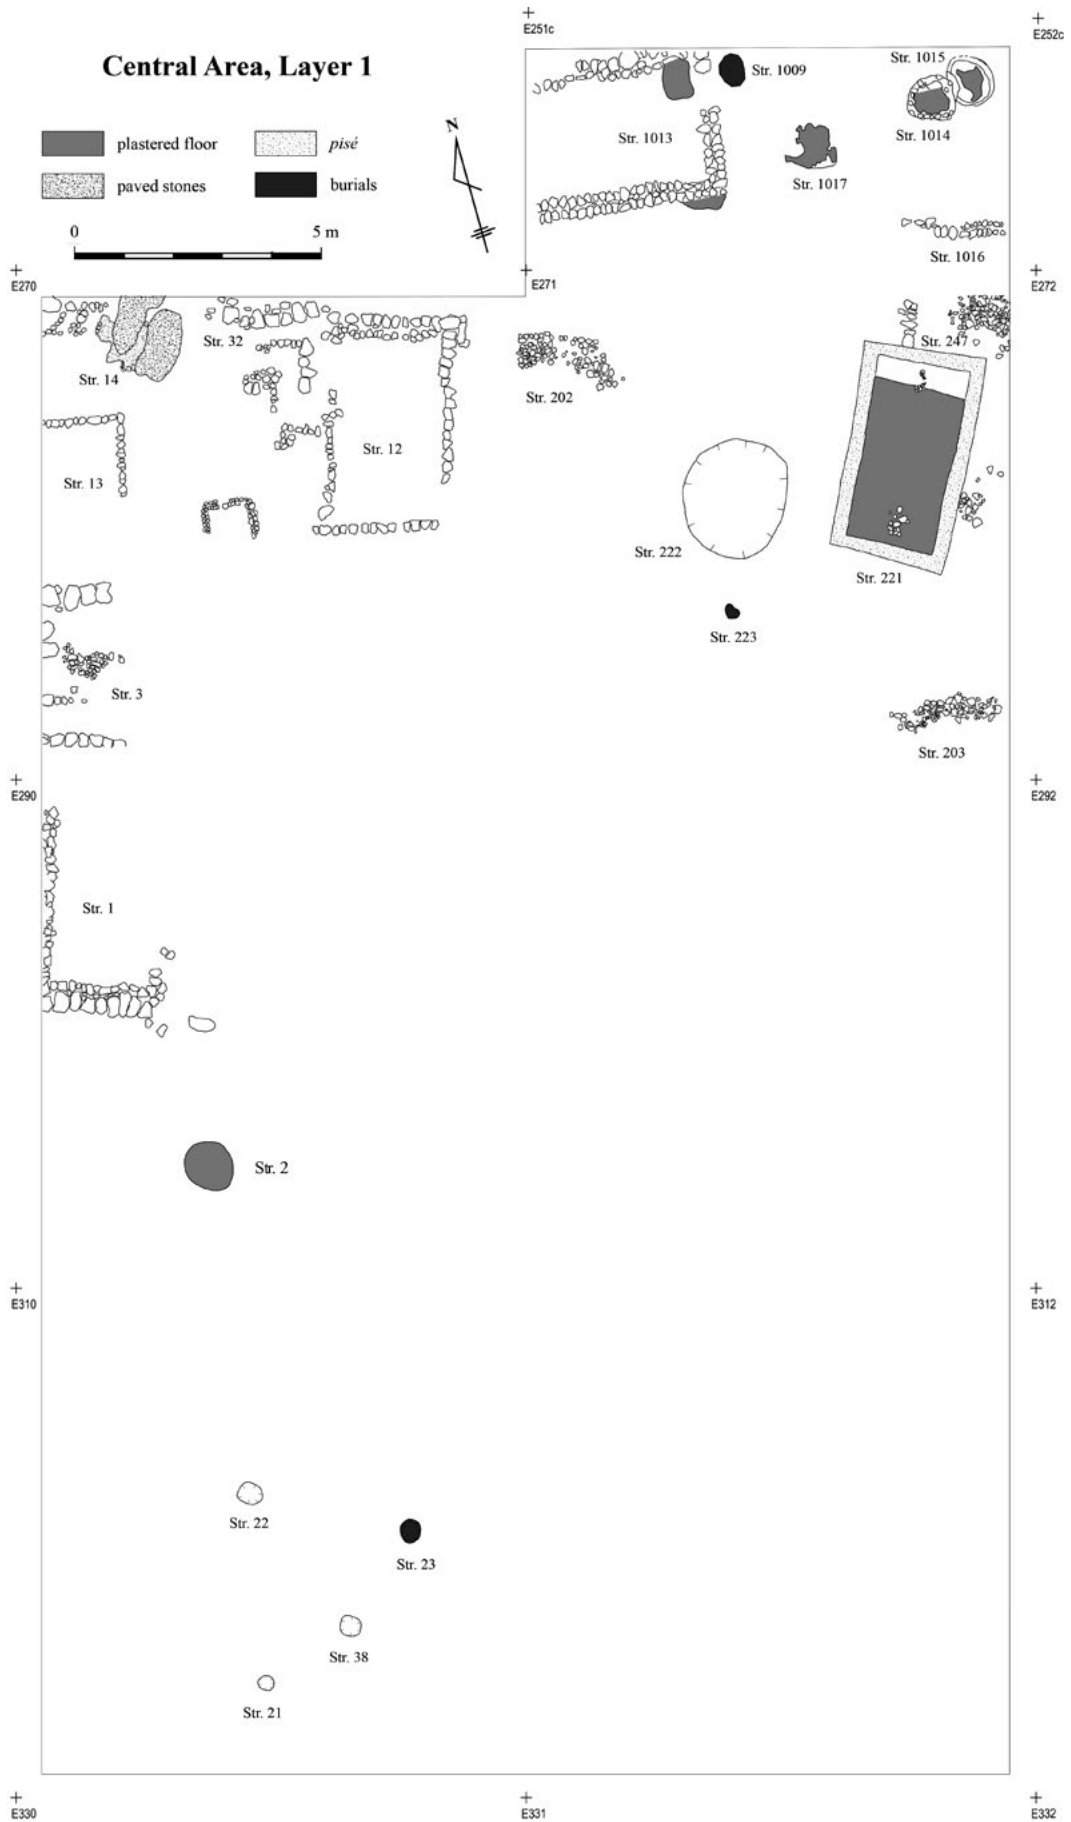 E251c
E252c
Central Area, Layer 1
plastered floor
pisé
paved stones
burials
0 5 m
N
Str. 1009
Str. 1015
Str. 1013
Str. 1014
Str. 1017
Str. 1016
E270
E271
E272
Str. 32
Str. 247
Str. 14
Str. 202
Str. 12
Str. 13
Str. 222
Str. 221
Str. 223
Str. 3
Str. 203
E290
E292
Str. 1
Str. 2
E310
E312
Str. 22
Str. 23
Str. 38
Str. 21
E330
E331
E332